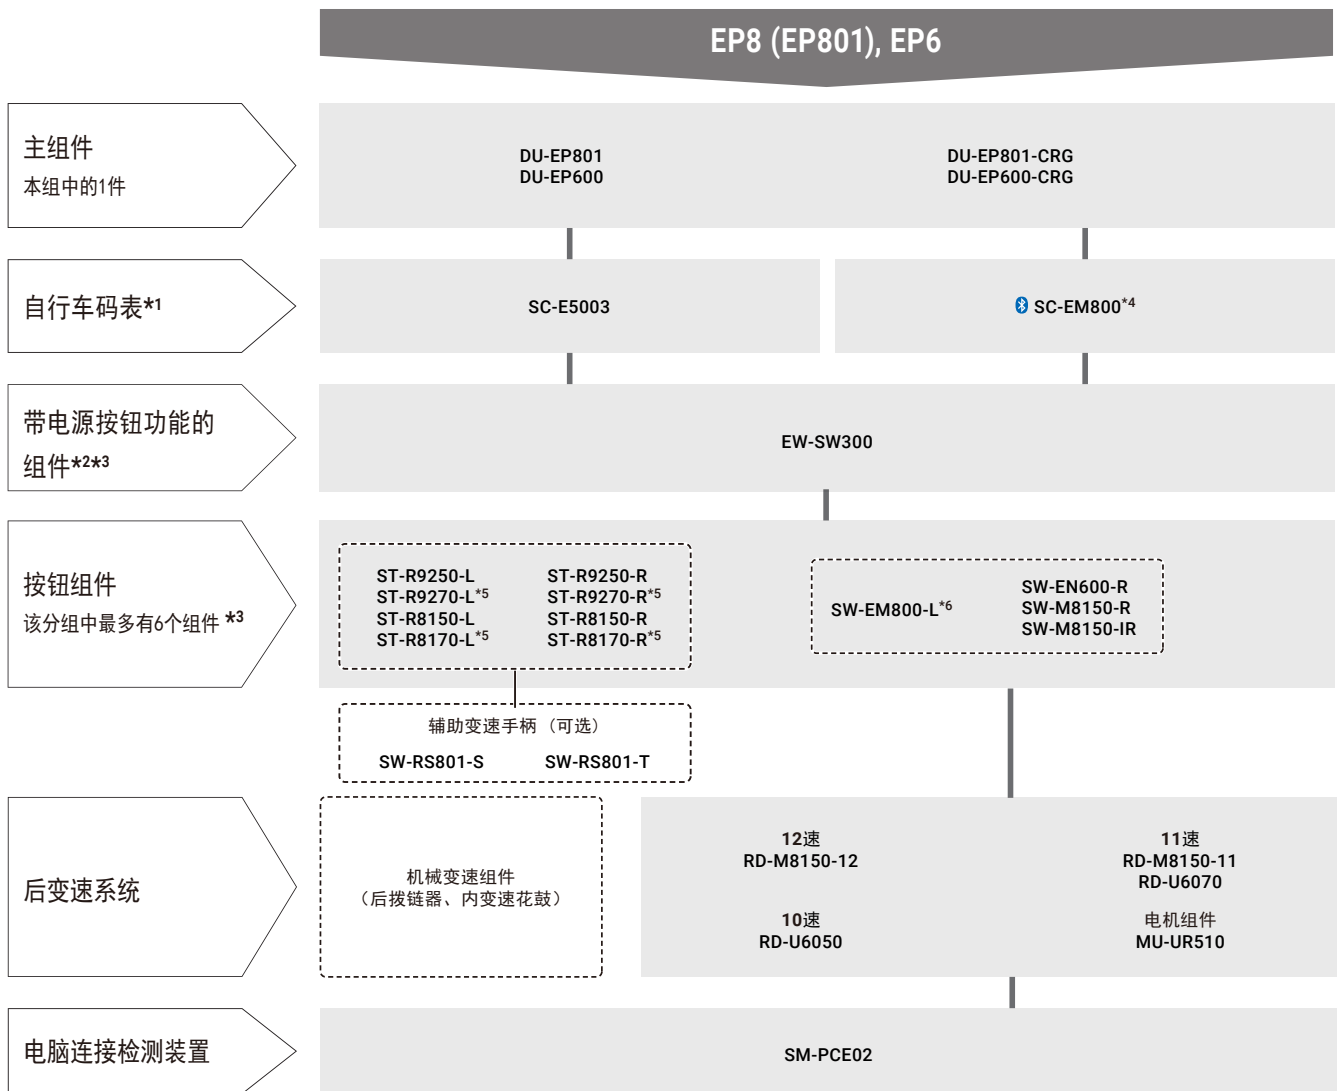 EP8 (EP801), EP6
主组件
本组中的1件
DU-EP801
DU-EP600
DU-EP801-CRG
DU-EP600-CRG
自行车码表*1
SC-E5003
SC-EM800*4
带电源按钮功能的
组件*2*3
EW-SW300
按钮组件
该分组中最多有6个组件 *3
ST-R9250-L
ST-R9270-L*5
ST-R8150-L
ST-R8170-L*5
ST-R9250-R
ST-R9270-R*5
ST-R8150-R
ST-R8170-R*5
SW-EM800-L*6
SW-EN600-R
SW-M8150-R
SW-M8150-IR
辅助变速手柄（可选）
SW-RS801-S
SW-RS801-T
后变速系统
机械变速组件
（后拨链器、内变速花鼓）
12速
RD-M8150-12
11速
RD-M8150-11
RD-U6070
10速
RD-U6050
电机组件
MU-UR510
电脑连接检测装置
SM-PCE02